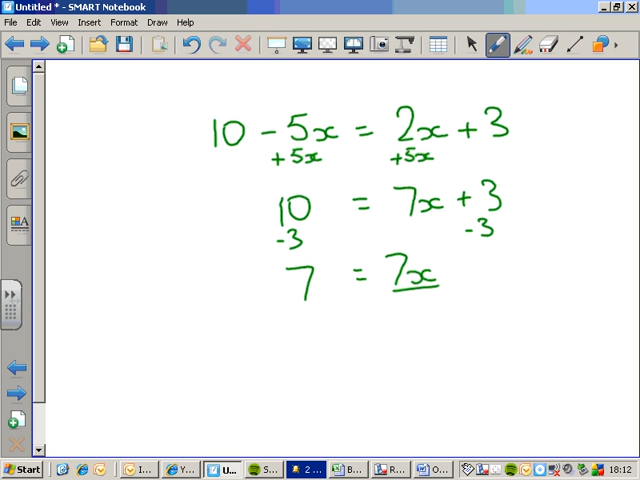 Untitled * - SMART Notebook
File Edit View Insert Format Draw Help
10 - 5x = 2x + 3
+5x +5x
10 = 7x + 3
-3 -3
7 = 7x
Start I... Y... U... S... 2 ... B... R... O... 18:12